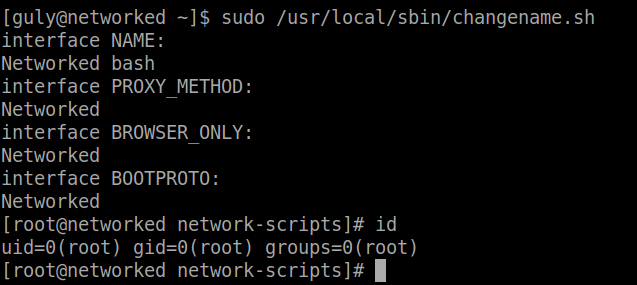 [guly@networked ~]$ sudo /usr/local/sbin/changename.sh
interface NAME:
Networked bash
interface PROXY_METHOD:
Networked
interface BROWSER_ONLY:
Networked
interface BOOTPROTO:
Networked
[root@networked network-scripts]# id
uid=0(root) gid=0(root) groups=0(root)
[root@networked network-scripts]#